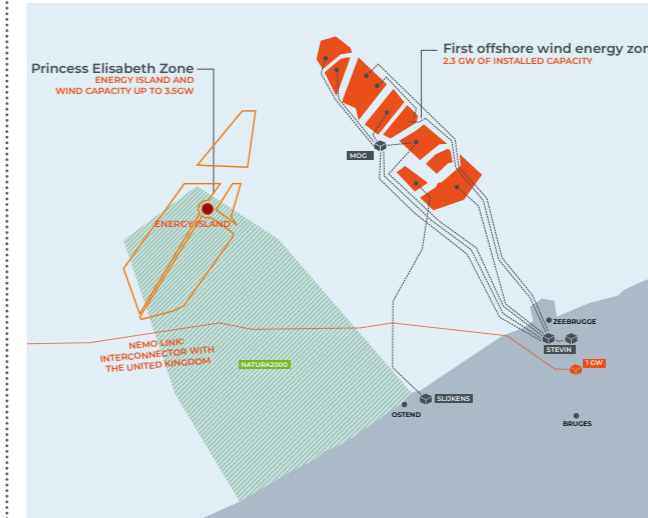 Princess Elisabeth Zone
ENERGY ISLAND AND
WIND CAPACITY UP TO 3.5GW
First offshore wind energy zon
2.3 GW OF INSTALLED CAPACITY
MOG
ENERGY ISLAND
NEMO LINK:
INTERCONNECTOR WITH
THE UNITED KINGDOM
NATURA2000
ZEEBRUGGE
STEVIN
1 GW
SLIJKENS
OSTEND
BRUGES